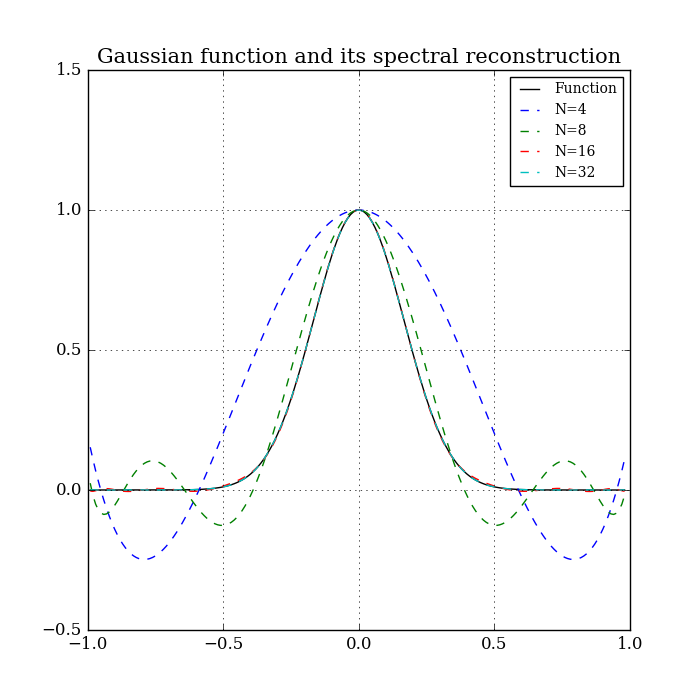 Gaussian function and its spectral reconstruction
1.5
Function
N=4
N=8
N=16
N=32
1.0
0.5
0.0
−0.5
−1.0 −0.5 0.0 0.5 1.0